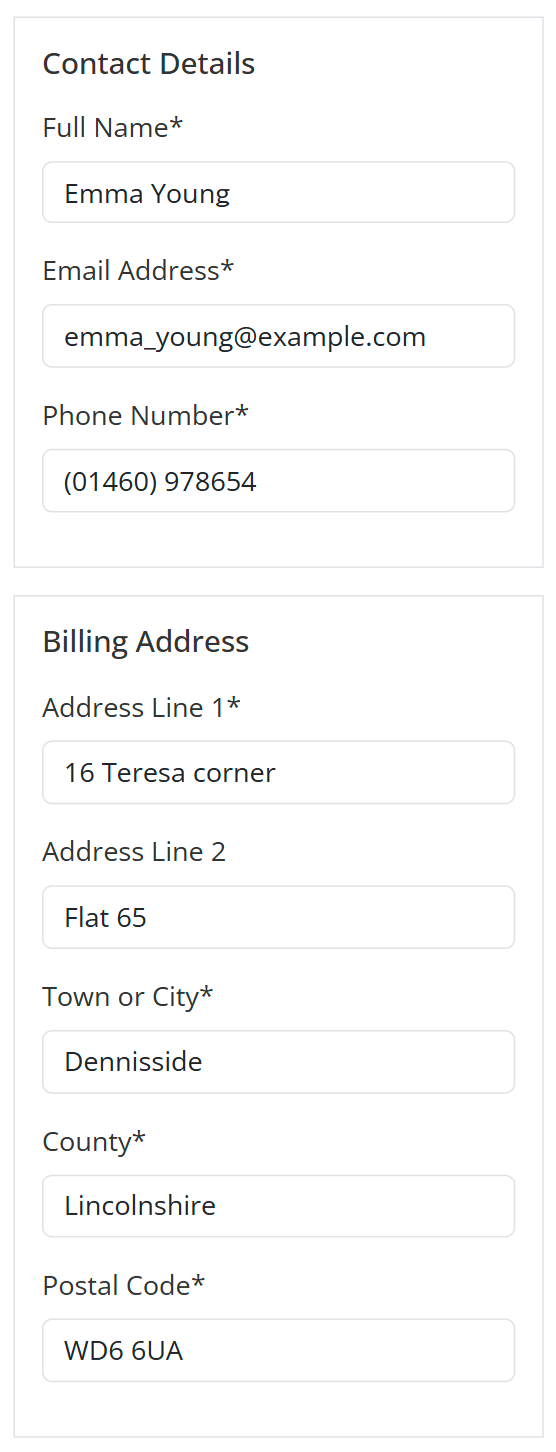 Contact Details
Full Name*
Emma Young
Email Address*
emma_young@example.com
Phone Number*
(01460) 978654
Billing Address
Address Line 1*
16 Teresa corner
Address Line 2
Flat 65
Town or City*
Dennisside
County*
Lincolnshire
Postal Code*
WD6 6UA